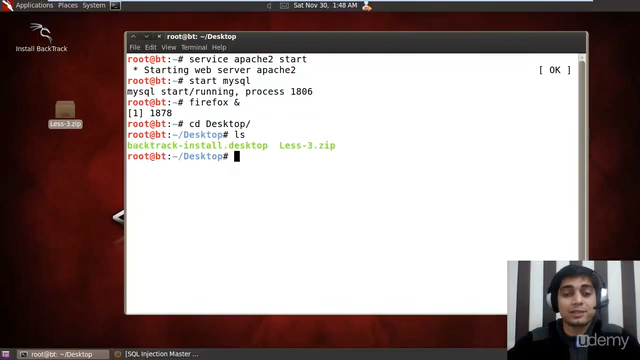 Applications Places System
Sat Nov 30, 1:48 AM
Install BackTrack
Less-3.zip
root@bt: ~/Desktop
File Edit View Terminal Help
root@bt:~# service apache2 start
* Starting web server apache2 [ OK ]
root@bt:~# start mysql
mysql start/running, process 1806
root@bt:~# firefox &
[1] 1878
root@bt:~# cd Desktop/
root@bt:~/Desktop# ls
backtrack-install.desktop Less-3.zip
root@bt:~/Desktop#
udemy
root@bt: ~/Desktop
[SQL Injection Master ...